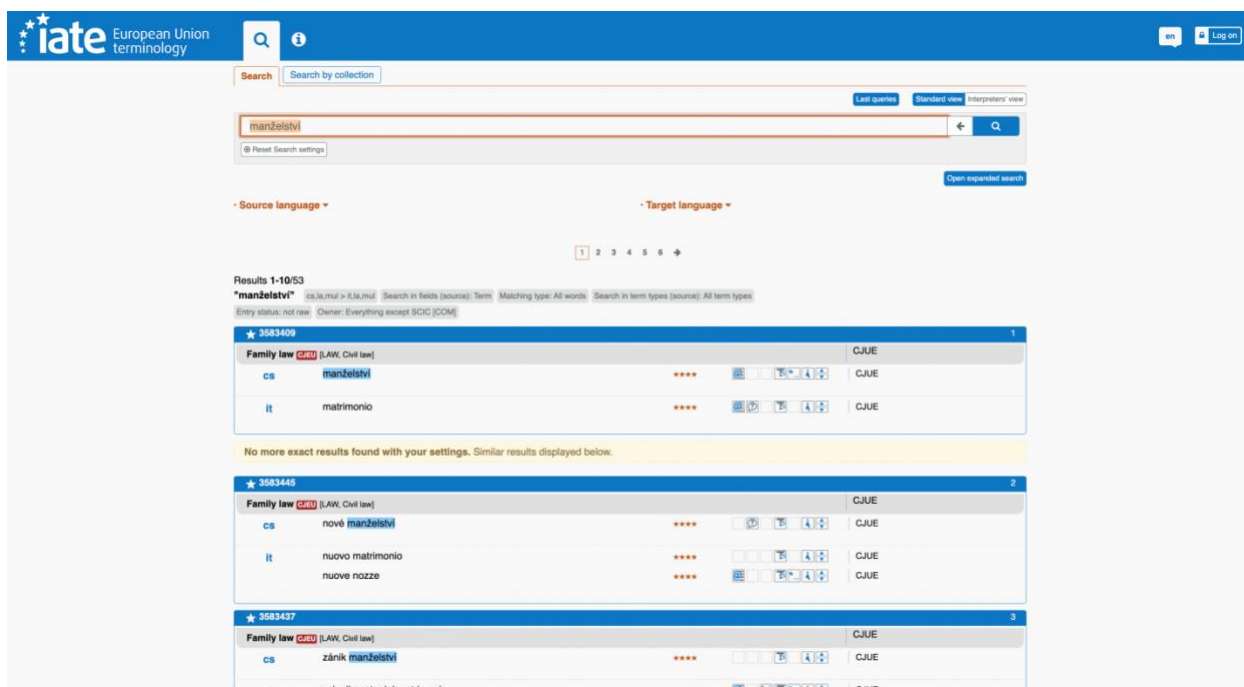 iate European Union terminology
en Log on
Search Search by collection
Last queries Standard view Interpreters' view
manželství
Reset Search settings
Open expanded search
Source language Target language
1 2 3 4 5 6
Results 1-10/53
"manželství" cs,la,mul > it,la,mul Search in fields (source): Term Matching type: All words Search in term types (source): All term types
Entry status: not raw Owner: Everything except SCIC [COM]
3583409 1
Family law CJEU [LAW, Civil law] CJUE
cs manželství **** CJUE
it matrimonio **** CJUE
No more exact results found with your settings. Similar results displayed below.
3583445 2
Family law CJEU [LAW, Civil law] CJUE
cs nové manželství **** CJUE
it nuovo matrimonio **** CJUE
nuove nozze **** CJUE
3583437 3
Family law CJEU [LAW, Civil law] CJUE
cs zánik manželství **** CJUE